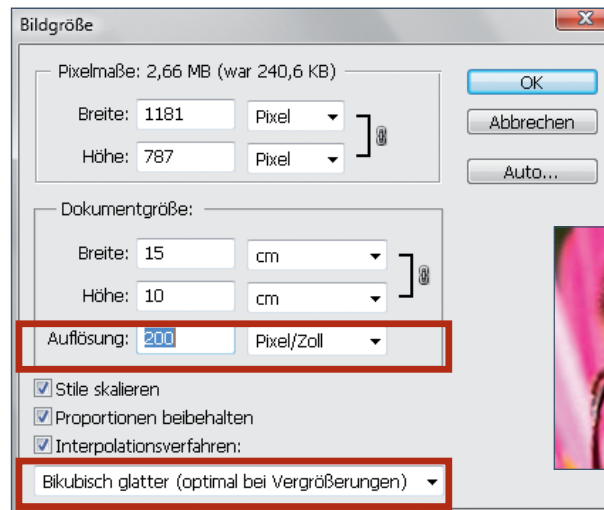 Bildgröße
Pixelmaße: 2,66 MB (war 240,6 KB)
Breite: 1181 Pixel
Höhe: 787 Pixel
OK
Abbrechen
Auto...
Dokumentgröße:
Breite: 15 cm
Höhe: 10 cm
Auflösung: 200 Pixel/Zoll
Stile skalieren
Proportionen beibehalten
Interpolationsverfahren:
Bikubisch glatter (optimal bei Vergrößerungen)